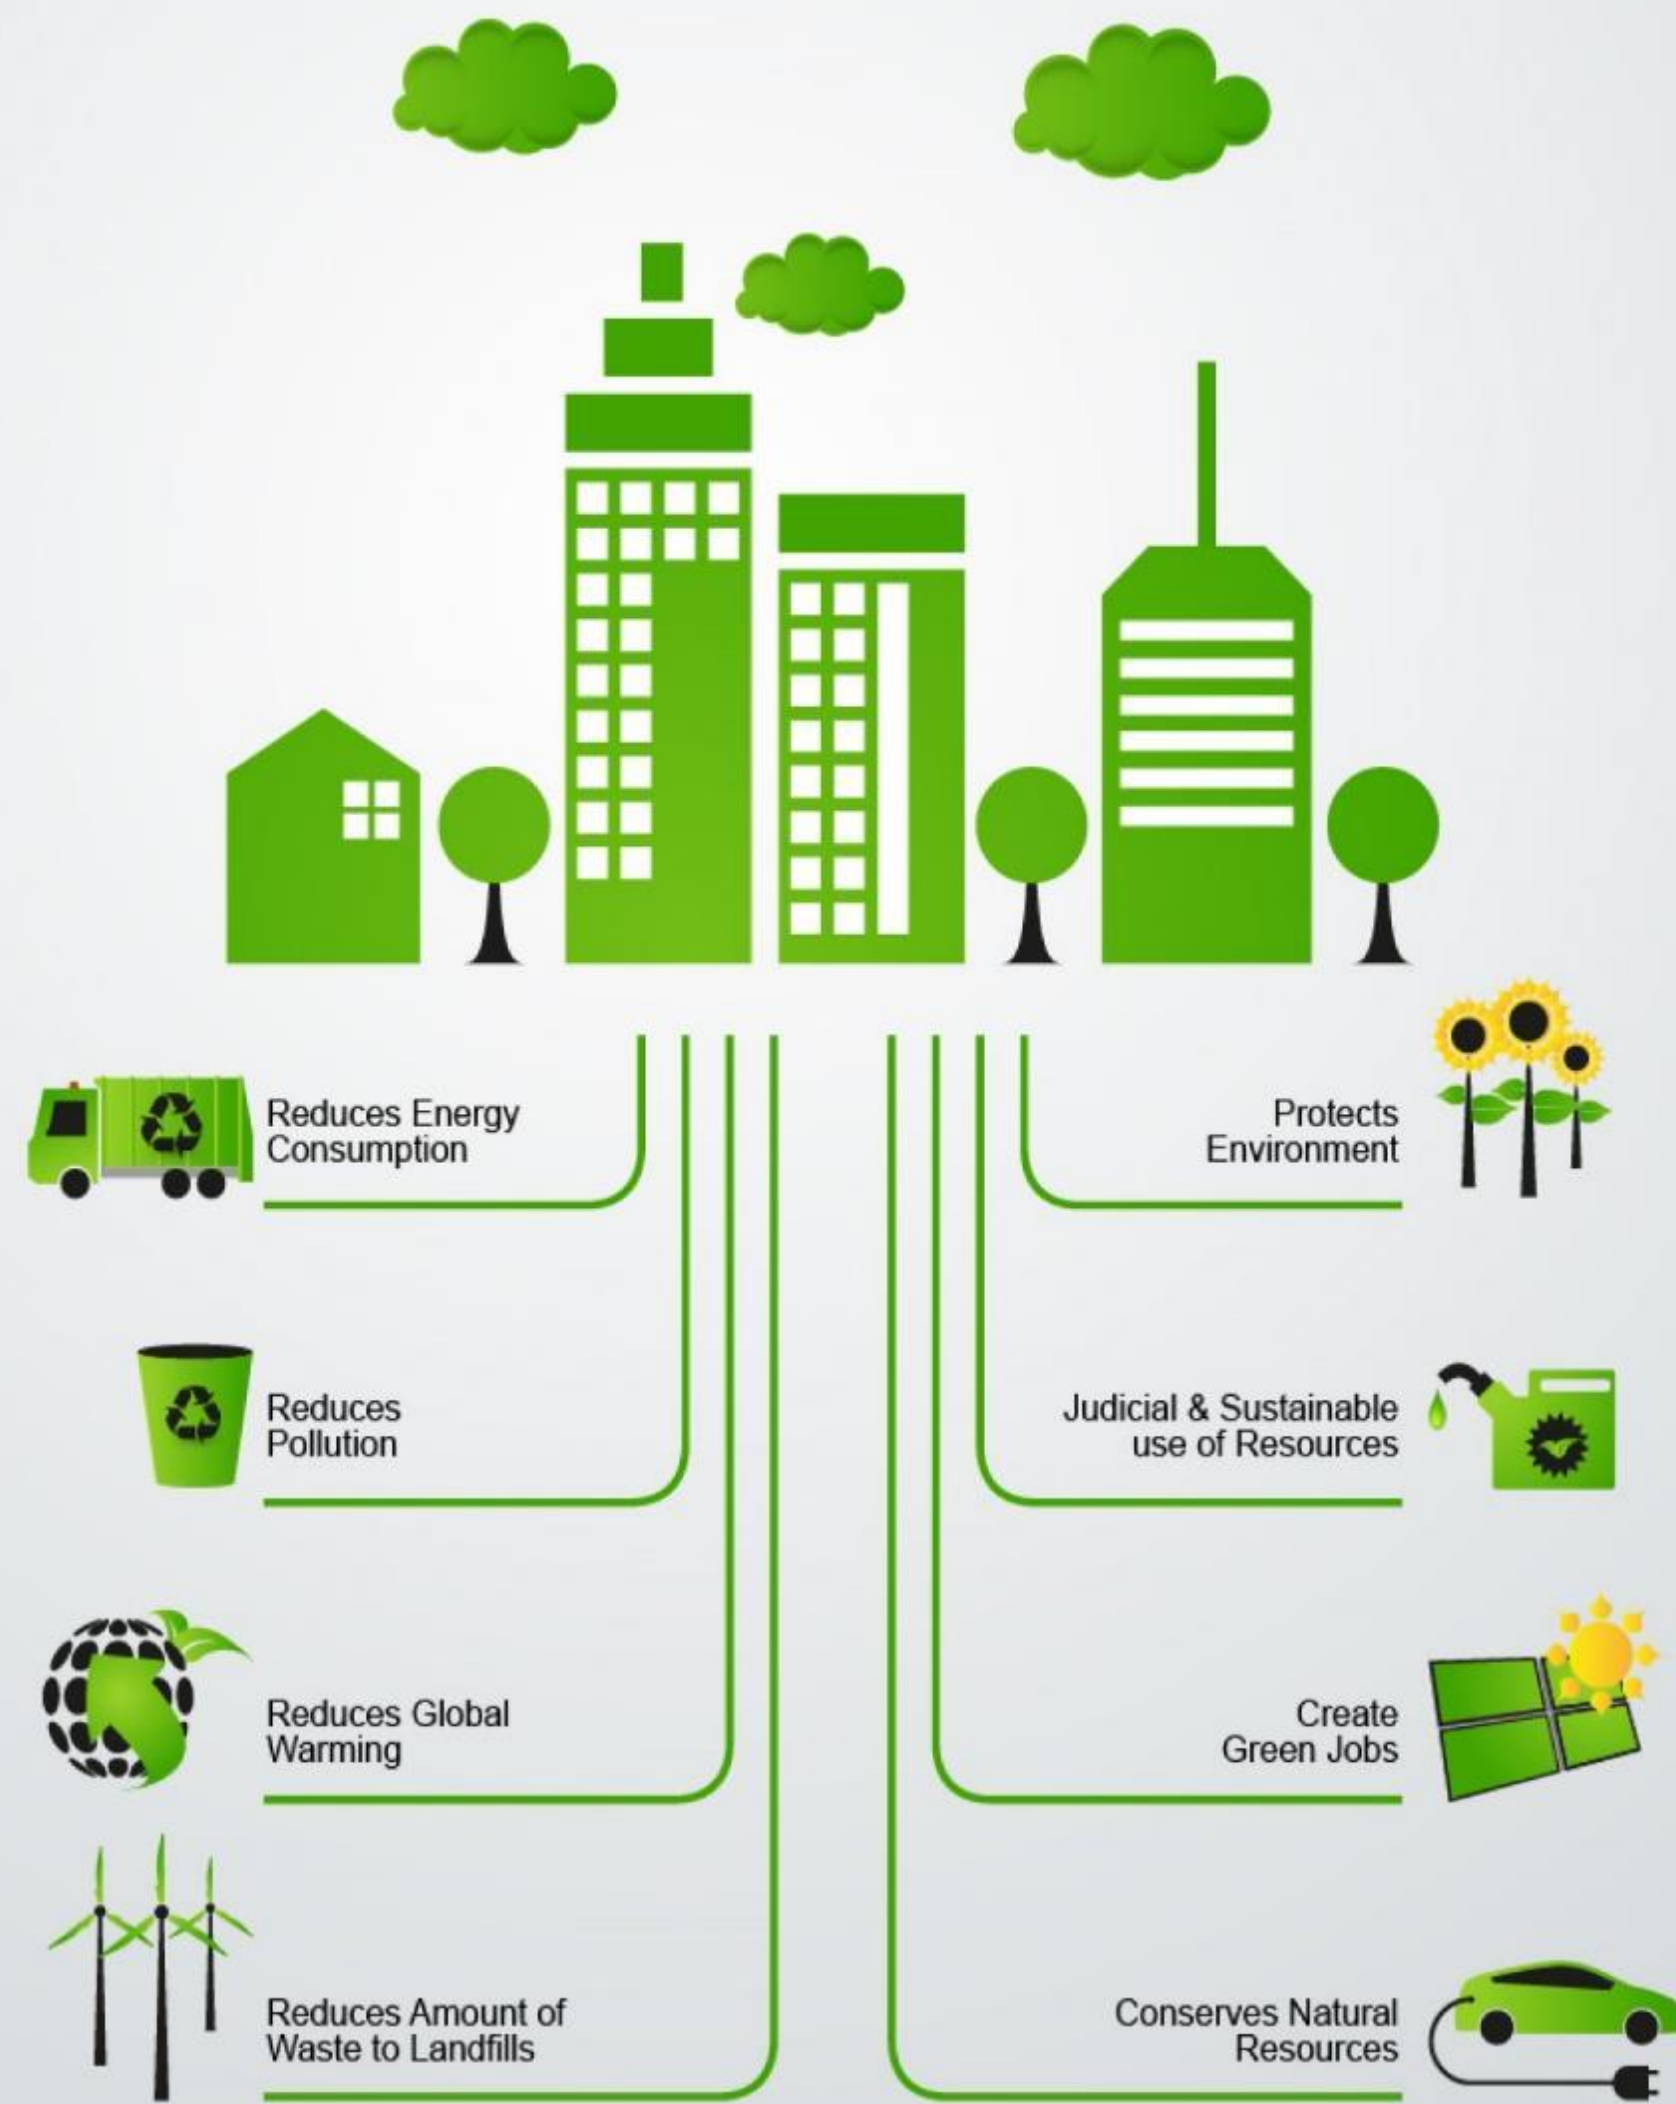 Reduces Energy
Consumption
Protects
Environment
Reduces
Pollution
Judicial & Sustainable
use of Resources
Reduces Global
Warming
Create
Green Jobs
Reduces Amount of
Waste to Landfills
Conserves Natural
Resources